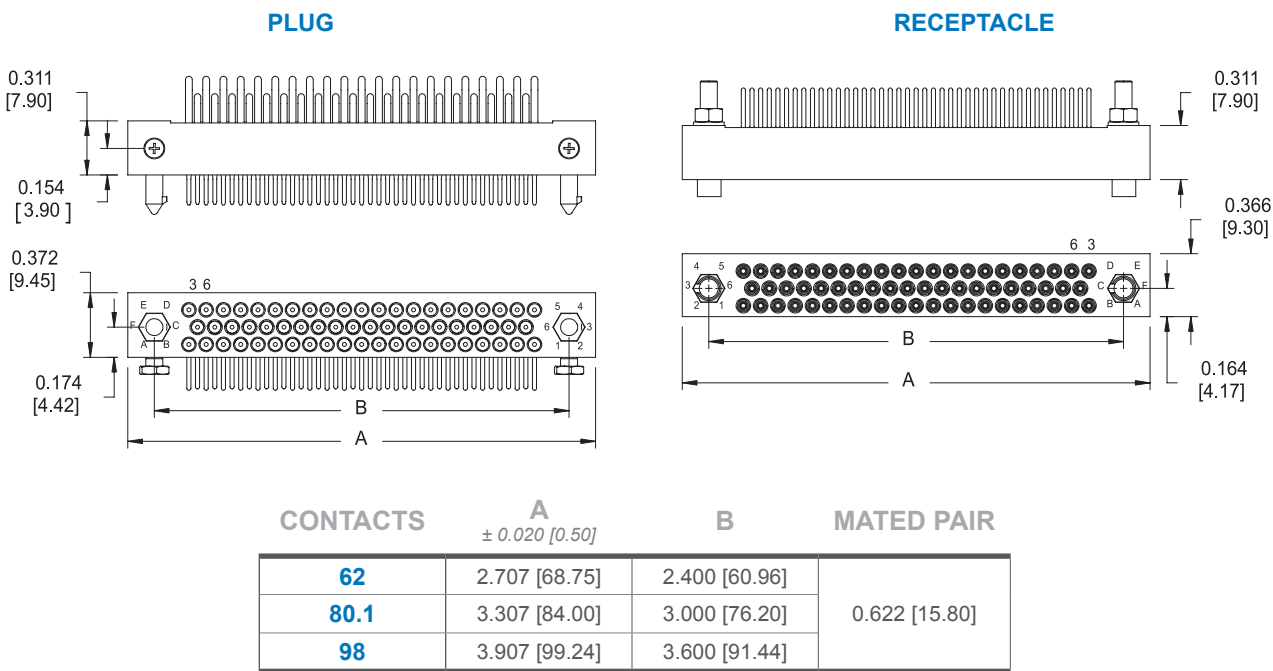 PLUG
RECEPTACLE
0.311
[7.90]
0.154
[3.90 ]
0.311
[7.90]
0.366
[9.30]
0.372
[9.45]
3 6
E D
F C
A B
5 4
6 3
1 2
0.174
[4.42]
B
A
6 3
4 5
3 6
2 1
D E
C F
B A
B
A
0.164
[4.17]
CONTACTS A B MATED PAIR
± 0.020 [0.50]
62 2.707 [68.75] 2.400 [60.96]
80.1 3.307 [84.00] 3.000 [76.20] 0.622 [15.80]
98 3.907 [99.24] 3.600 [91.44]